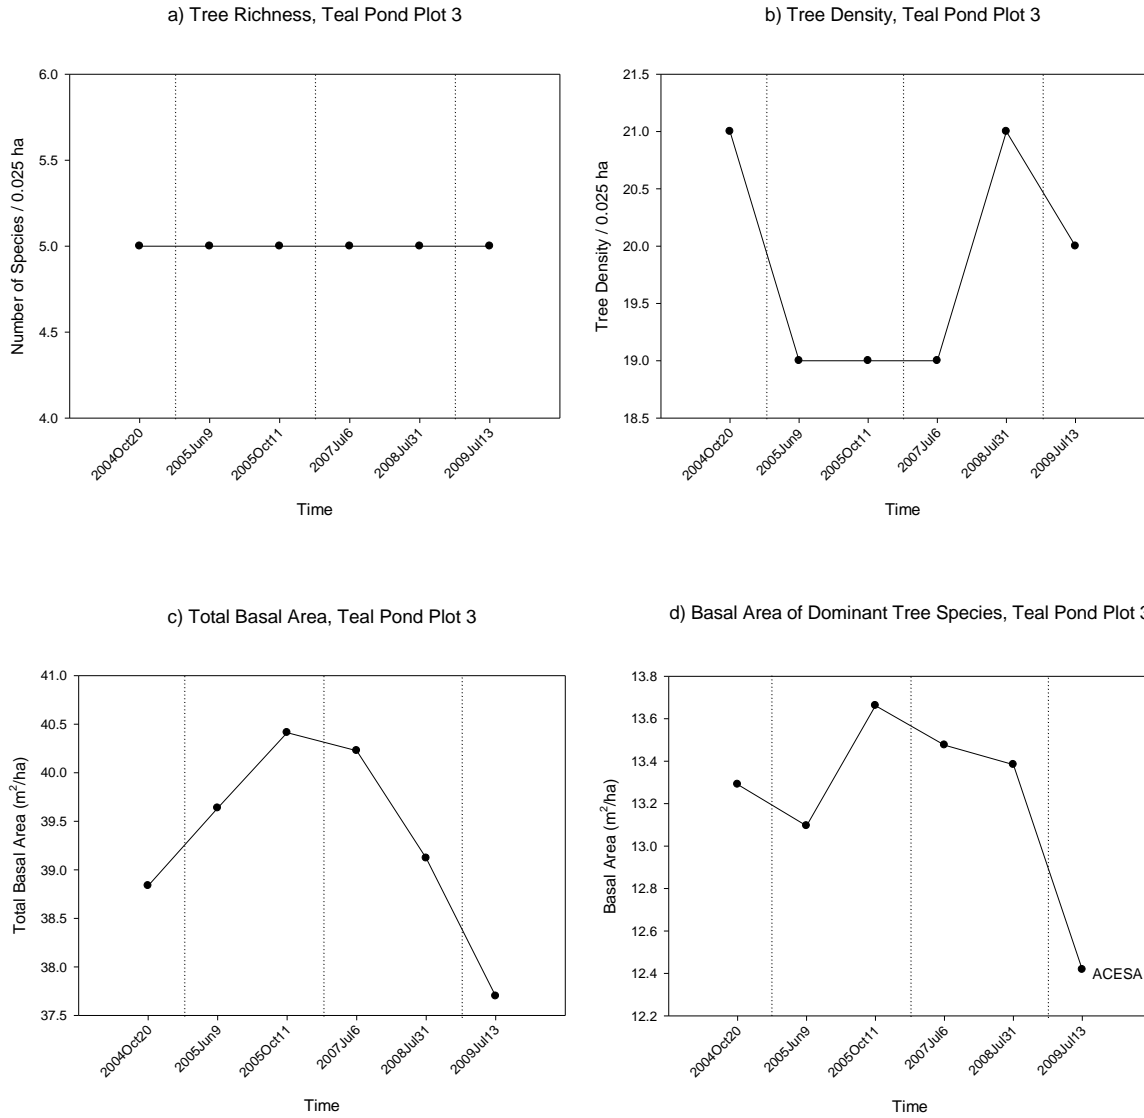 a) Tree Richness, Teal Pond Plot 3
Number of Species / 0.025 ha
6.0
5.5
5.0
4.5
4.0
2004Oct20
2005Jun9
2005Oct11
2007Jul6
2008Jul31
2009Jul13
Time
b) Tree Density, Teal Pond Plot 3
Tree Density / 0.025 ha
21.5
21.0
20.5
20.0
19.5
19.0
18.5
2004Oct20
2005Jun9
2005Oct11
2007Jul6
2008Jul31
2009Jul13
Time
c) Total Basal Area, Teal Pond Plot 3
Total Basal Area (m²/ha)
41.0
40.5
40.0
39.5
39.0
38.5
38.0
37.5
2004Oct20
2005Jun9
2005Oct11
2007Jul6
2008Jul31
2009Jul13
Time
d) Basal Area of Dominant Tree Species, Teal Pond Plot 3
Basal Area (m²/ha)
13.8
13.6
13.4
13.2
13.0
12.8
12.6
12.4
12.2
ACESA
2004Oct20
2005Jun9
2005Oct11
2007Jul6
2008Jul31
2009Jul13
Time